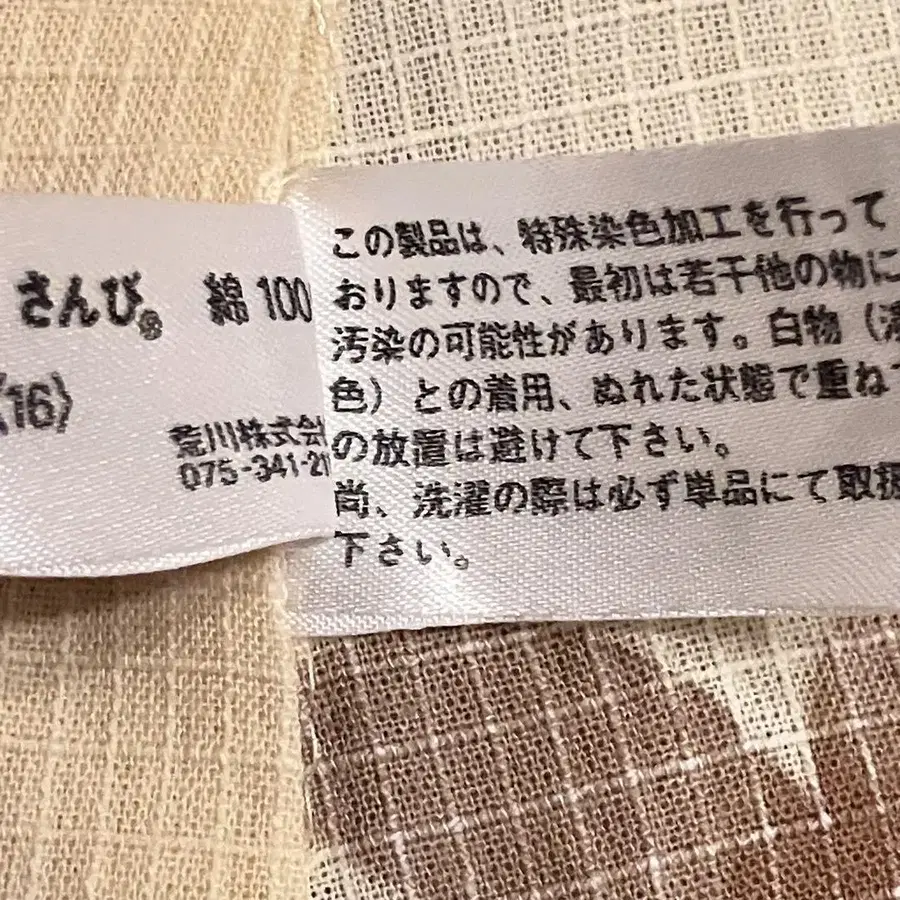 さんび® 綿 100
(16)
荒川株式会
075-341-21
この製品は、特殊染色加工を行って
おりますので、最初は若干他の物に
汚染の可能性があります。白物（
色）との着用、ぬれた状態で重ね
の放置は避けて下さい。
尚、洗濯の際は必ず単品にて取扱
下さい。